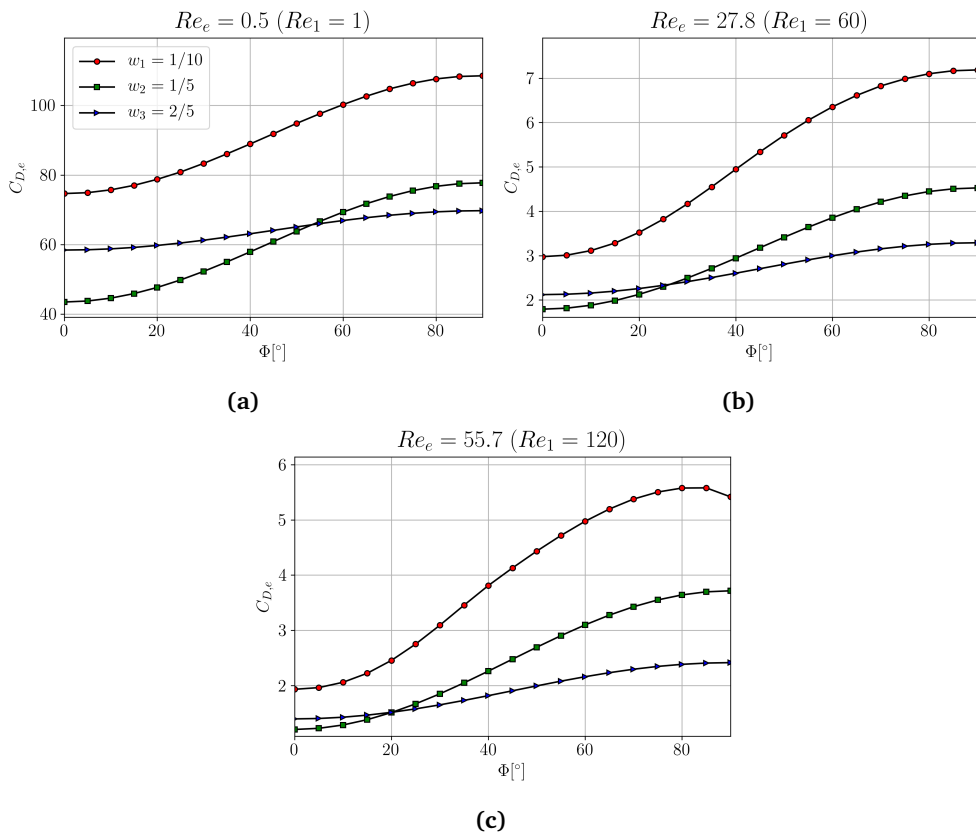 Re_e = 0.5 (Re_1 = 1)
w_1 = 1/10
w_2 = 1/5
w_3 = 2/5
C_{D,e}
100
80
60
40
0 20 40 60 80
Φ[°]
(a)
Re_e = 27.8 (Re_1 = 60)
C_{D,e}
7
6
5
4
3
2
0 20 40 60 80
Φ[°]
(b)
Re_e = 55.7 (Re_1 = 120)
C_{D,e}
6
5
4
3
2
0 20 40 60 80
Φ[°]
(c)